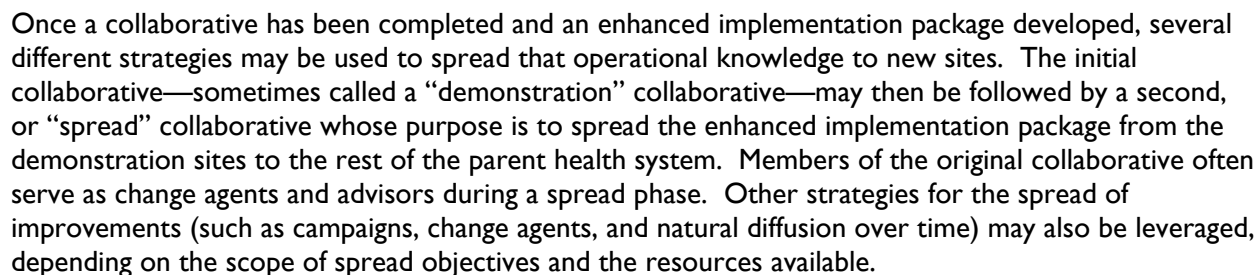 Once a collaborative has been completed and an enhanced implementation package developed, several
different strategies may be used to spread that operational knowledge to new sites.  The initial
collaborative—sometimes called a “demonstration” collaborative—may then be followed by a second,
or “spread” collaborative whose purpose is to spread the enhanced implementation package from the
demonstration sites to the rest of the parent health system.  Members of the original collaborative often
serve as change agents and advisors during a spread phase.  Other strategies for the spread of
improvements (such as campaigns, change agents, and natural diffusion over time) may also be leveraged,
depending on the scope of spread objectives and the resources available.